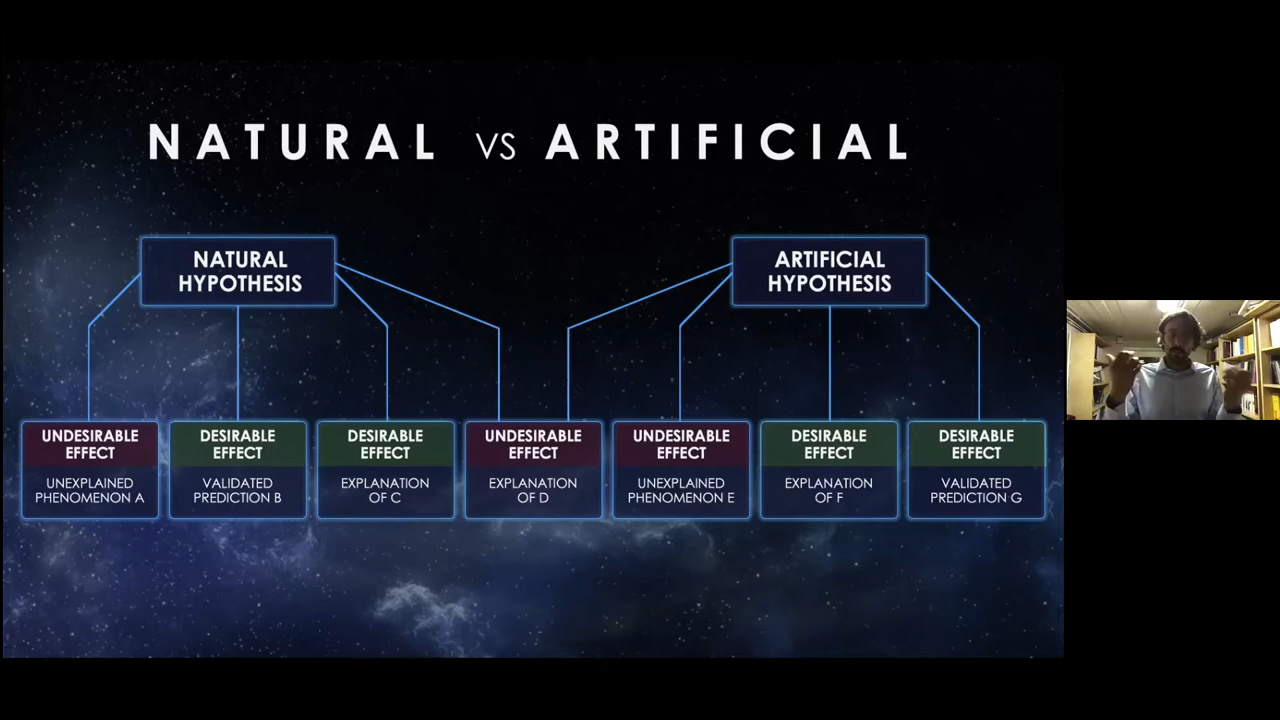 NATURAL VS ARTIFICIAL
NATURAL
HYPOTHESIS
ARTIFICIAL
HYPOTHESIS
UNDESIRABLE
EFFECT
UNEXPLAINED
PHENOMENON A
DESIRABLE
EFFECT
VALIDATED
PREDICTION B
DESIRABLE
EFFECT
EXPLANATION
OF C
UNDESIRABLE
EFFECT
EXPLANATION
OF D
UNDESIRABLE
EFFECT
UNEXPLAINED
PHENOMENON E
DESIRABLE
EFFECT
EXPLANATION
OF F
DESIRABLE
EFFECT
VALIDATED
PREDICTION G